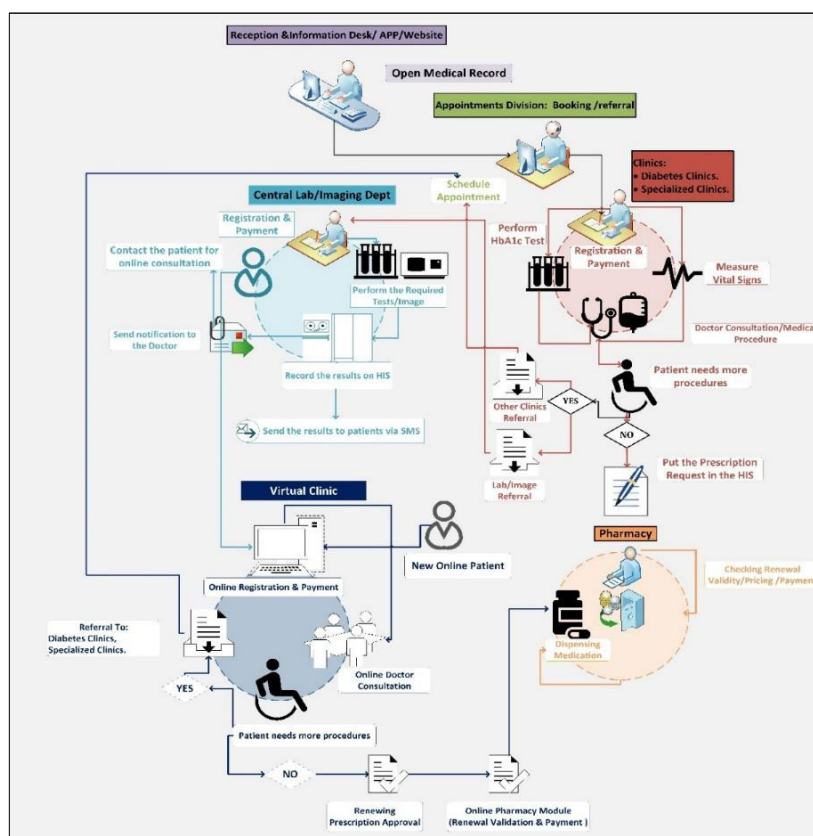 Reception &Information Desk/ APP/Website
Open Medical Record
Appointments Division: Booking /referral
Clinics:
• Diabetes Clinics.
• Specialized Clinics.
Central Lab/Imaging Dept
Schedule
Appointment
Registration &
Payment
Contact the patient for
online consultation
Perform
HbA1c Test
Registration &
Payment
Measure
Vital Signs
Perform the Required
Tests/Image
Send notification to
the Doctor
Doctor Consultation/Medica
Procedure
Record the results on HIS
Patient needs more
procedures
Other Clinics
Referral
YES
NO
Send the results to patients via SMS
Lab/Image
Referral
Put the Prescription
Request in the HIS
Virtual Clinic
New Online Patient
Online Registration & Payment
Pharmacy
Checking Renewal
Validity/Pricing /Paymen
Dispensing
Medication
Referral To:
Diabetes Clinics,
Specialized Clinics.
Online Doctor
Consultation
YES
Patient needs more procedures
NO
Renewing
Prescription Approval
Online Pharmacy Module
(Renewal Validation & Payment )